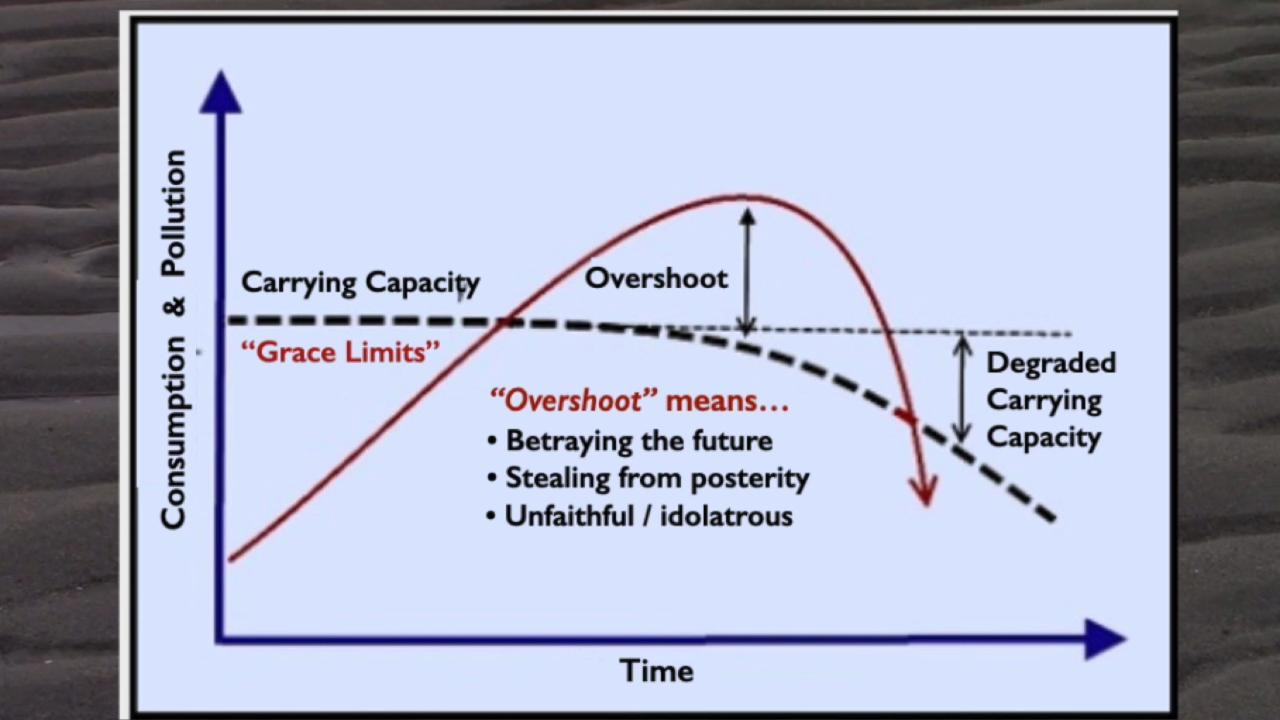 Consumption & Pollution
Carrying Capacity
“Grace Limits”
Overshoot
“Overshoot” means…
• Betraying the future
• Stealing from posterity
• Unfaithful / idolatrous
Degraded
Carrying
Capacity
Time